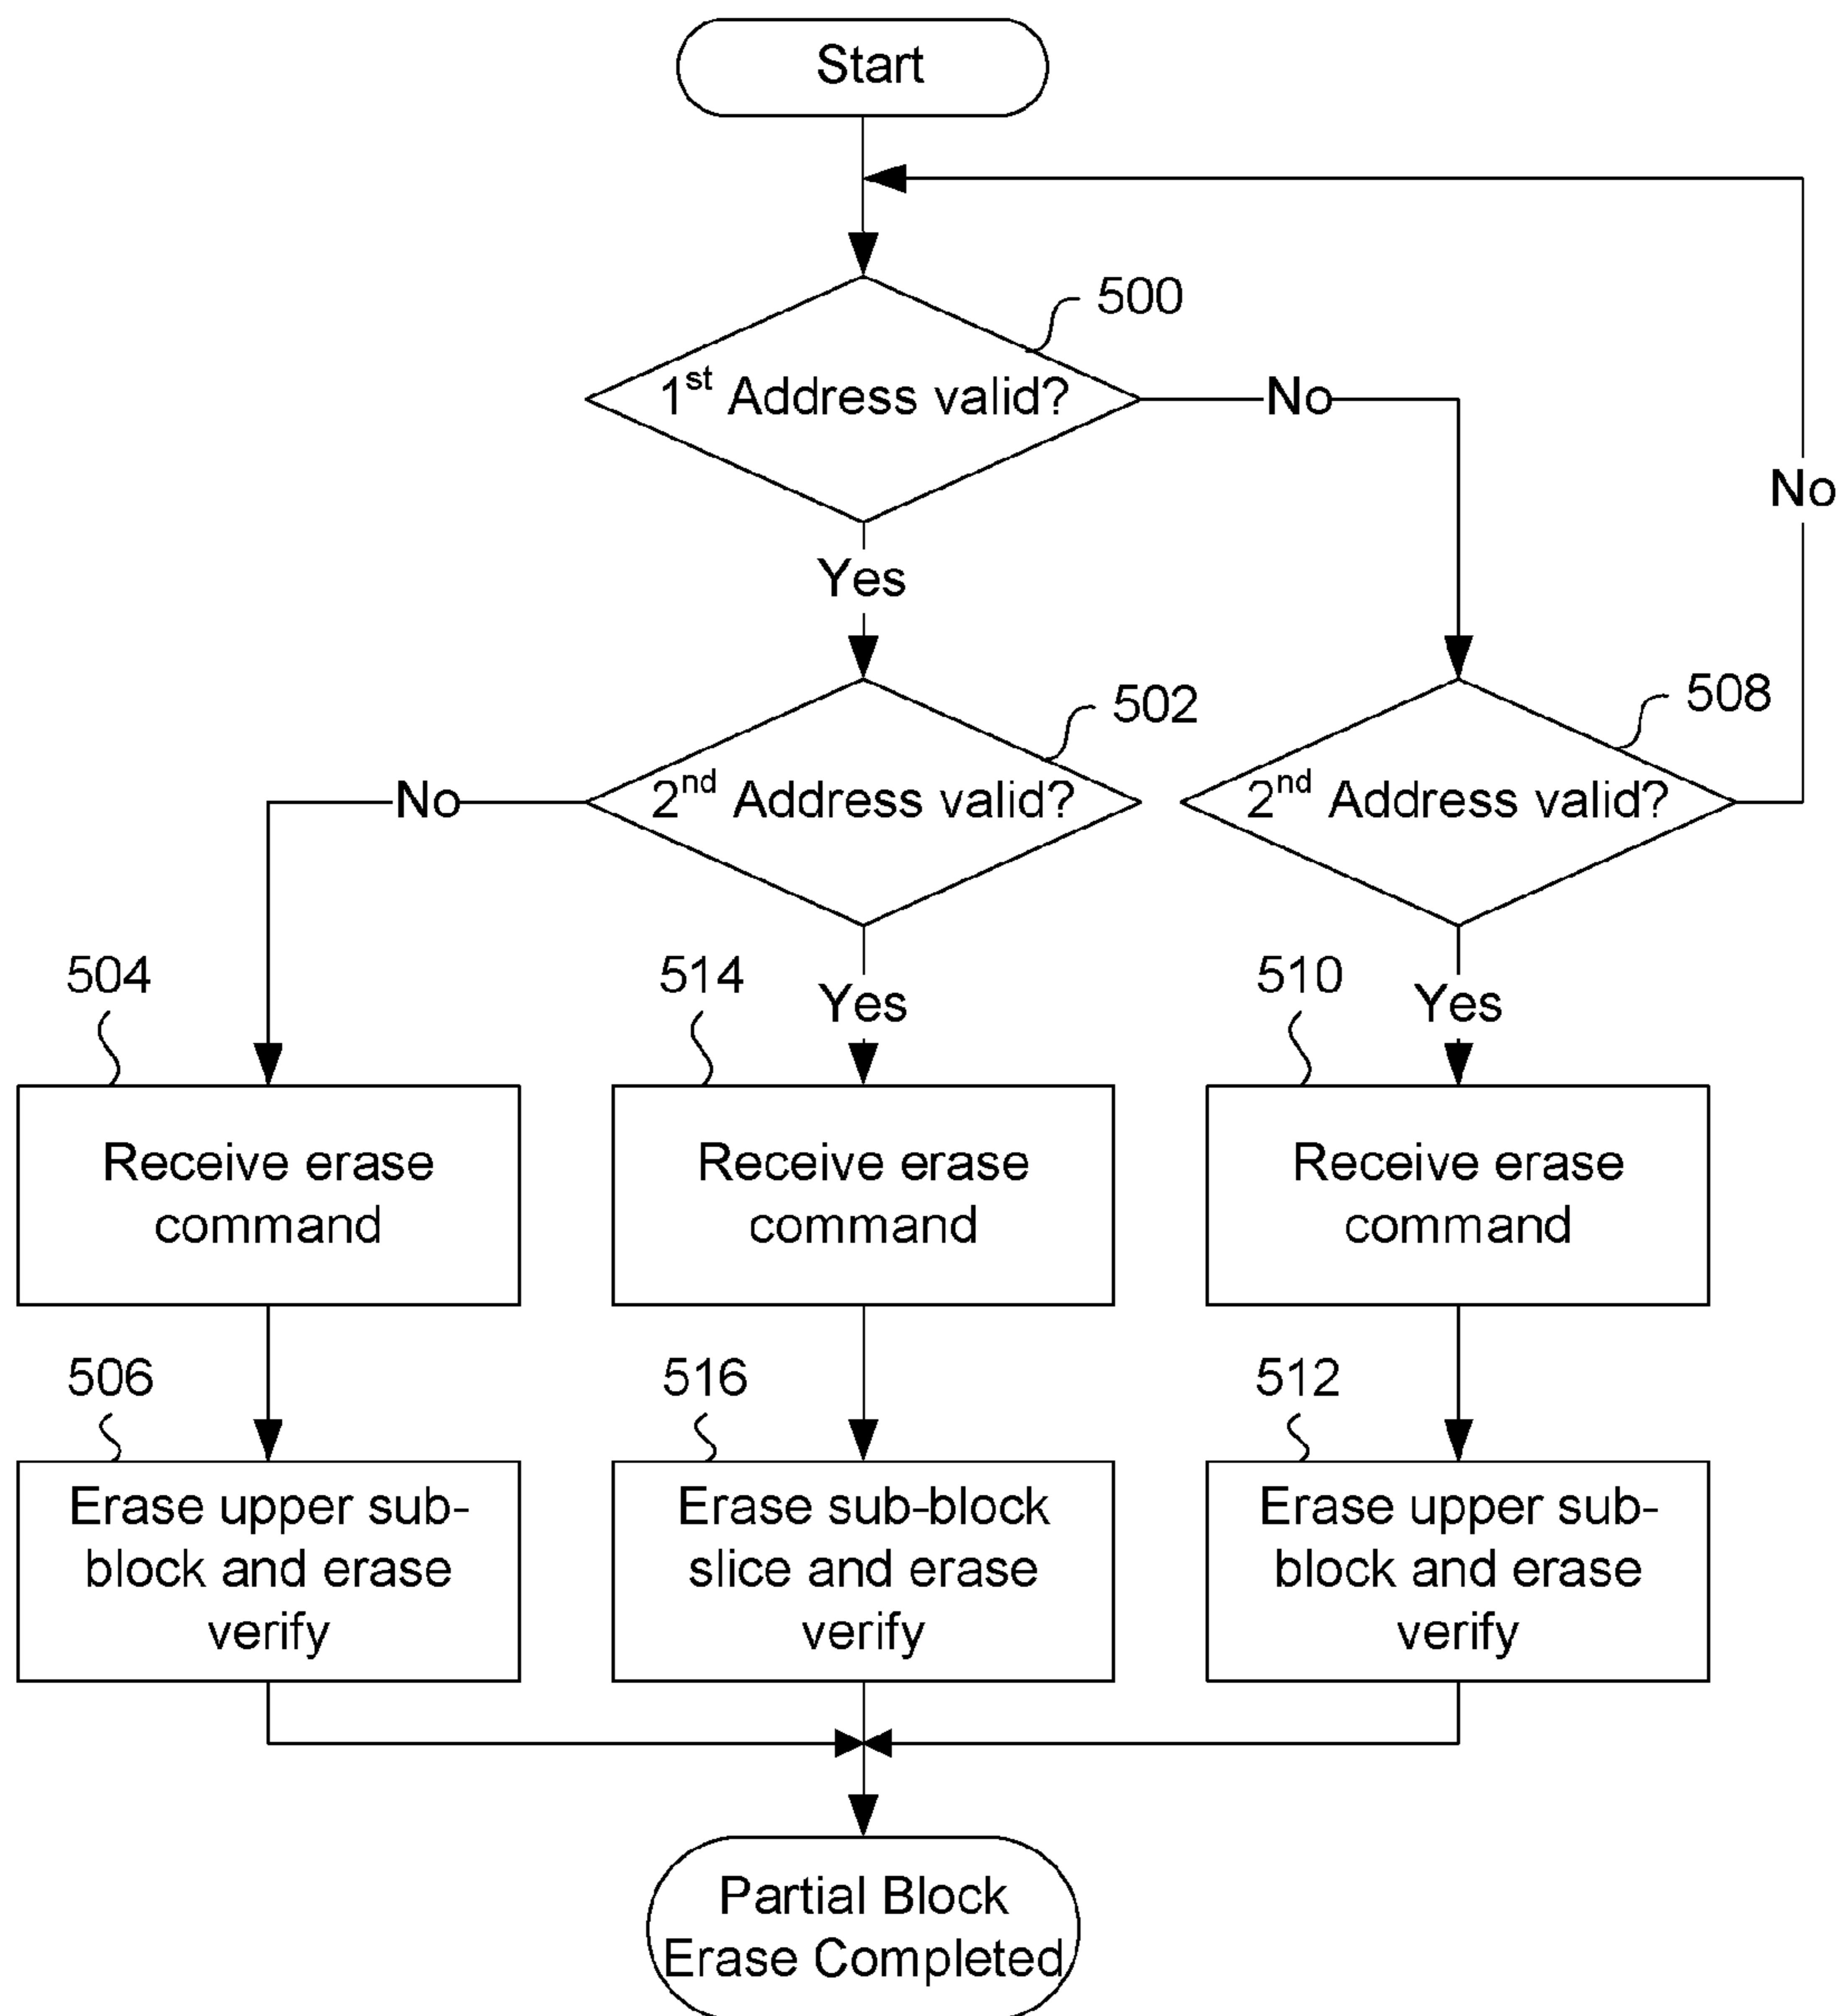 Start
500
1st Address valid?
No
No
Yes
502
508
2nd Address valid?
2nd Address valid?
No
504
514
510
Yes
Yes
Receive erase
command
Receive erase
command
Receive erase
command
506
516
512
Erase upper sub-
block and erase
verify
Erase sub-block
slice and erase
verify
Erase upper sub-
block and erase
verify
Partial Block
Erase Completed